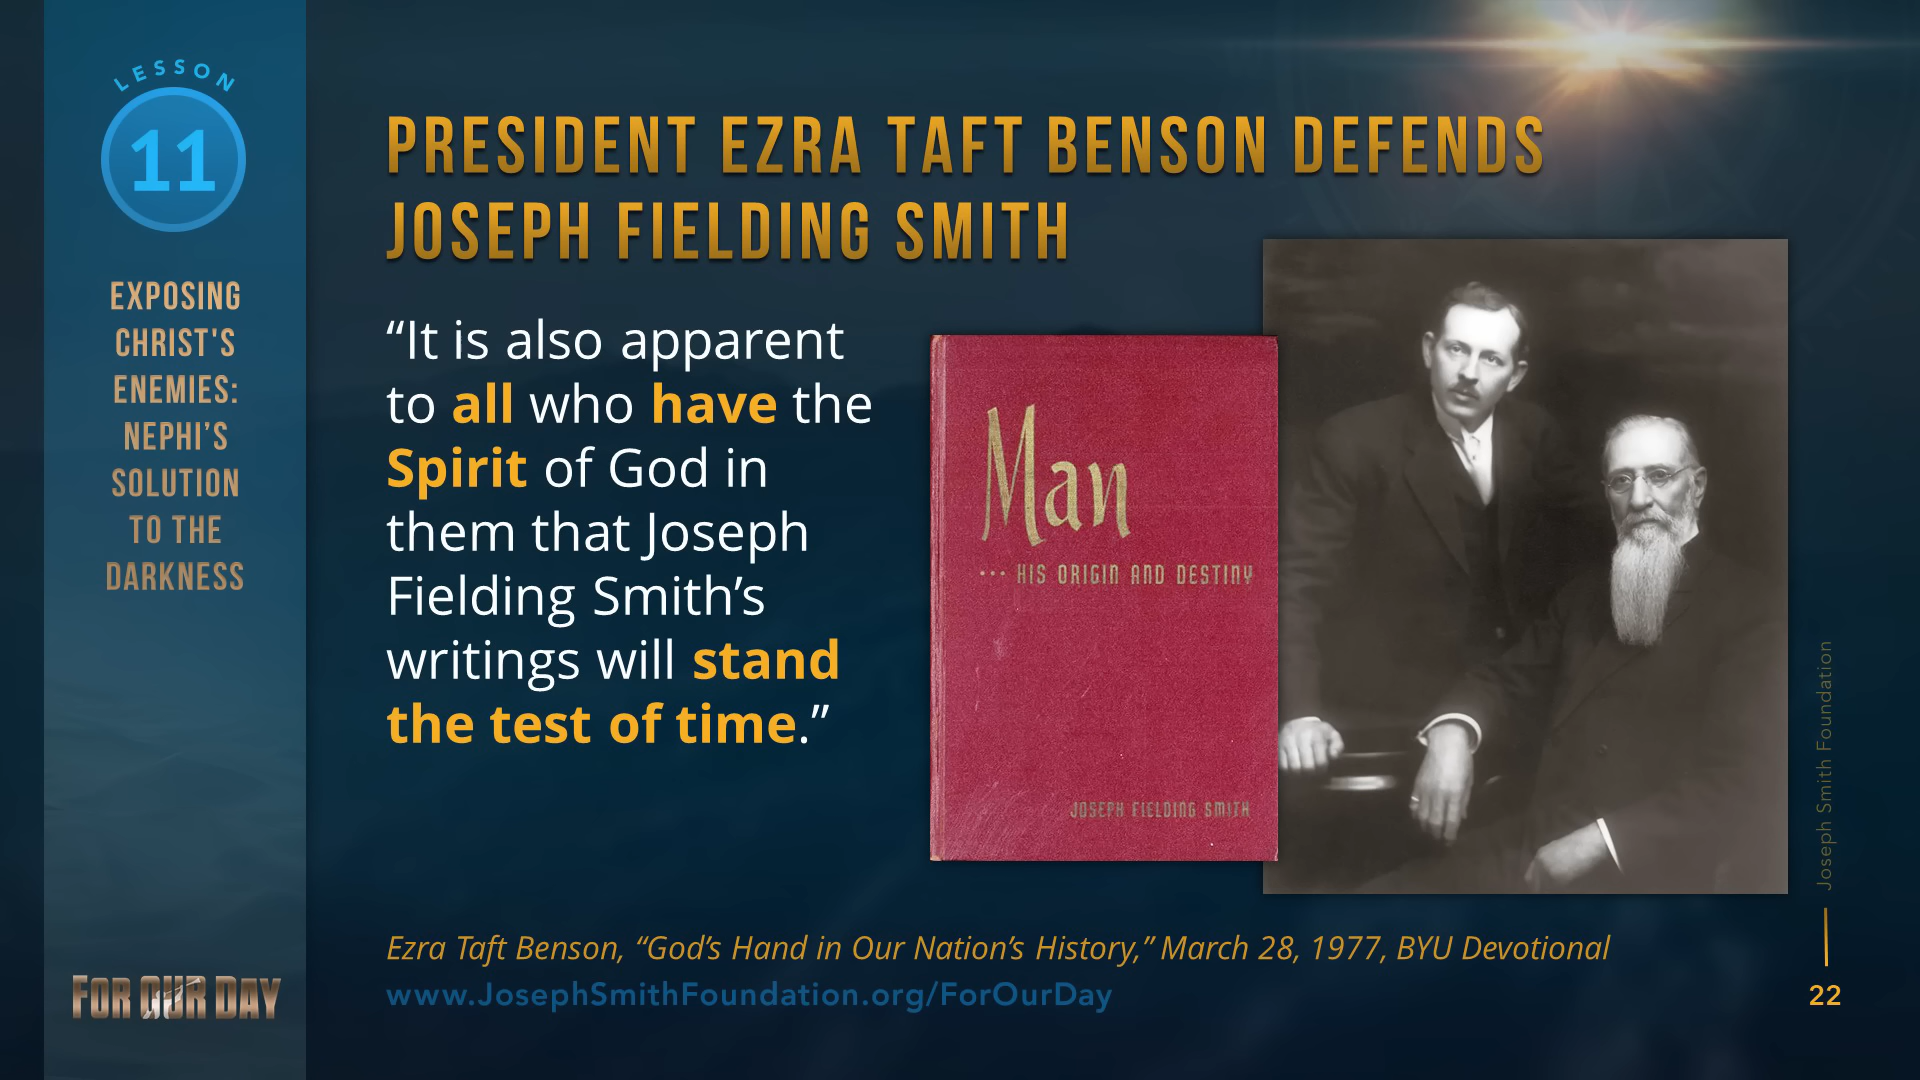 LESSON
11
EXPOSING
CHRIST'S
ENEMIES:
NEPHI'S
SOLUTION
TO THE
DARKNESS
FOR OUR DAY
PRESIDENT EZRA TAFT BENSON DEFENDS
JOSEPH FIELDING SMITH
“It is also apparent
to all who have the
Spirit of God in
them that Joseph
Fielding Smith’s
writings will stand
the test of time.”
Man
... HIS ORIGIN AND DESTINY
JOSEPH FIELDING SMITH
Ezra Taft Benson, “God’s Hand in Our Nation’s History,” March 28, 1977, BYU Devotional
www.JosephSmithFoundation.org/ForOurDay
Joseph Smith Foundation
22